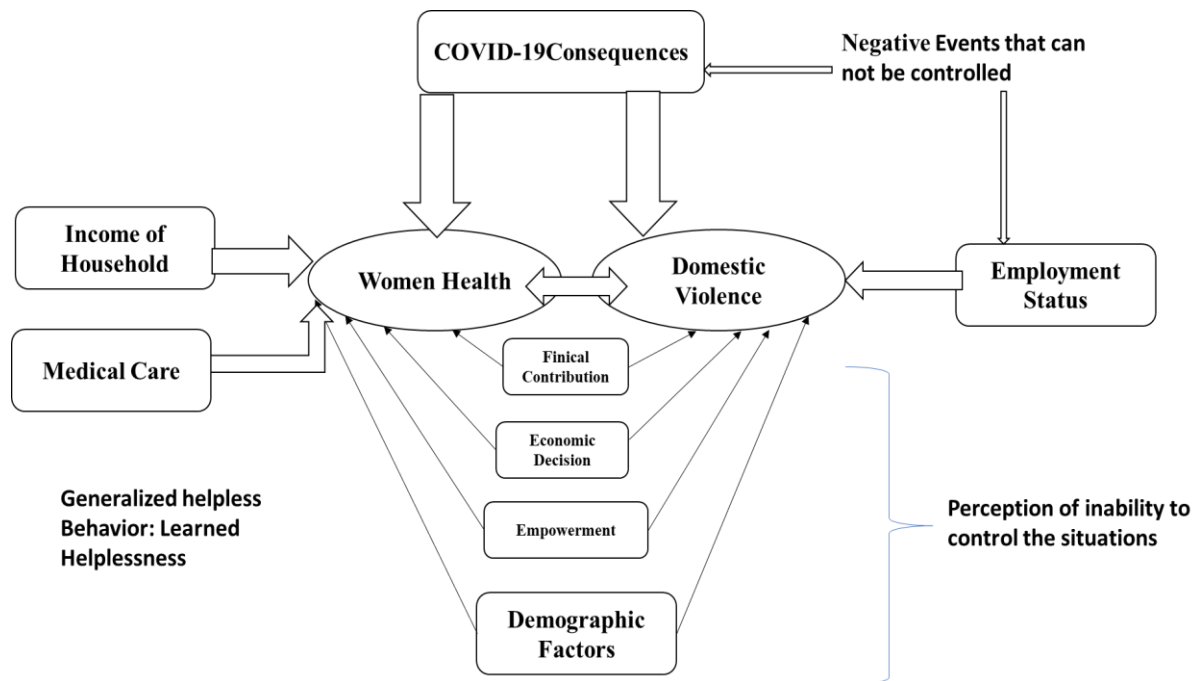 COVID-19Consequences
Negative Events that can
not be controlled
Income of
Household
Women Health
Domestic
Violence
Employment
Status
Medical Care
Finical
Contribution
Economic
Decision
Generalized helpless
Behavior: Learned
Helplessness
Empowerment
Perception of inability to
control the situations
Demographic
Factors